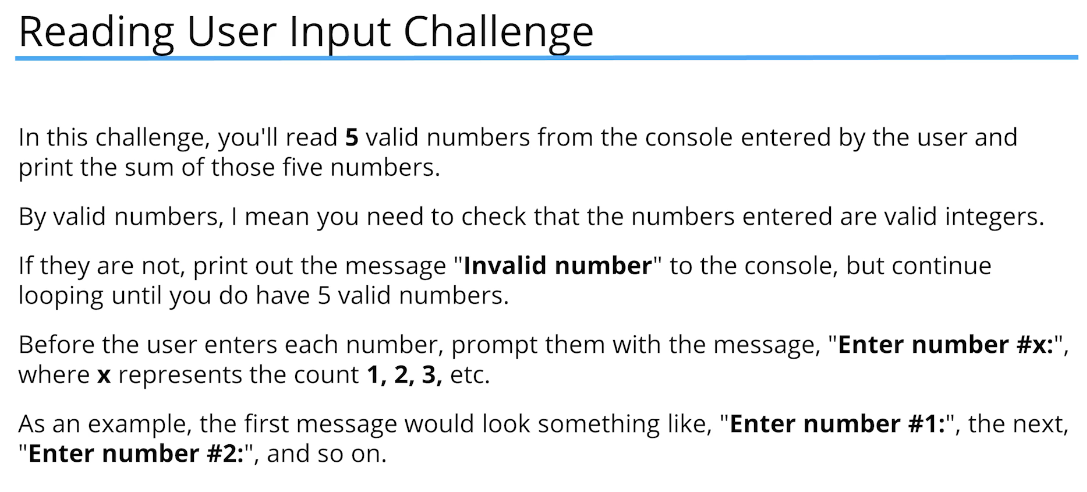 Reading User Input Challenge
In this challenge, you'll read 5 valid numbers from the console entered by the user and
print the sum of those five numbers.
By valid numbers, I mean you need to check that the numbers entered are valid integers.
If they are not, print out the message "Invalid number" to the console, but continue
looping until you do have 5 valid numbers.
Before the user enters each number, prompt them with the message, "Enter number #x:",
where x represents the count 1, 2, 3, etc.
As an example, the first message would look something like, "Enter number #1:", the next,
"Enter number #2:", and so on.